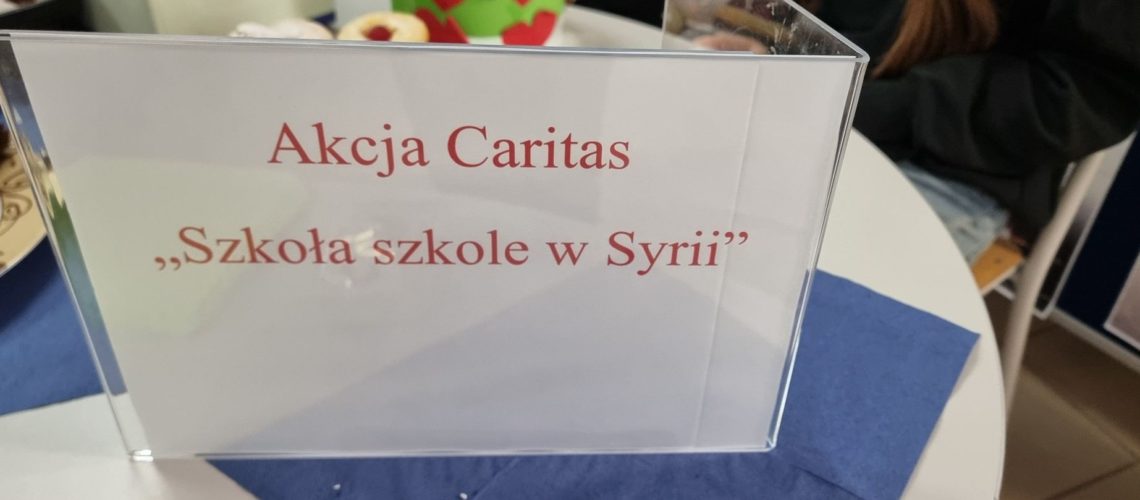 Akcja Caritas
„Szkoła szkole w Syrii”